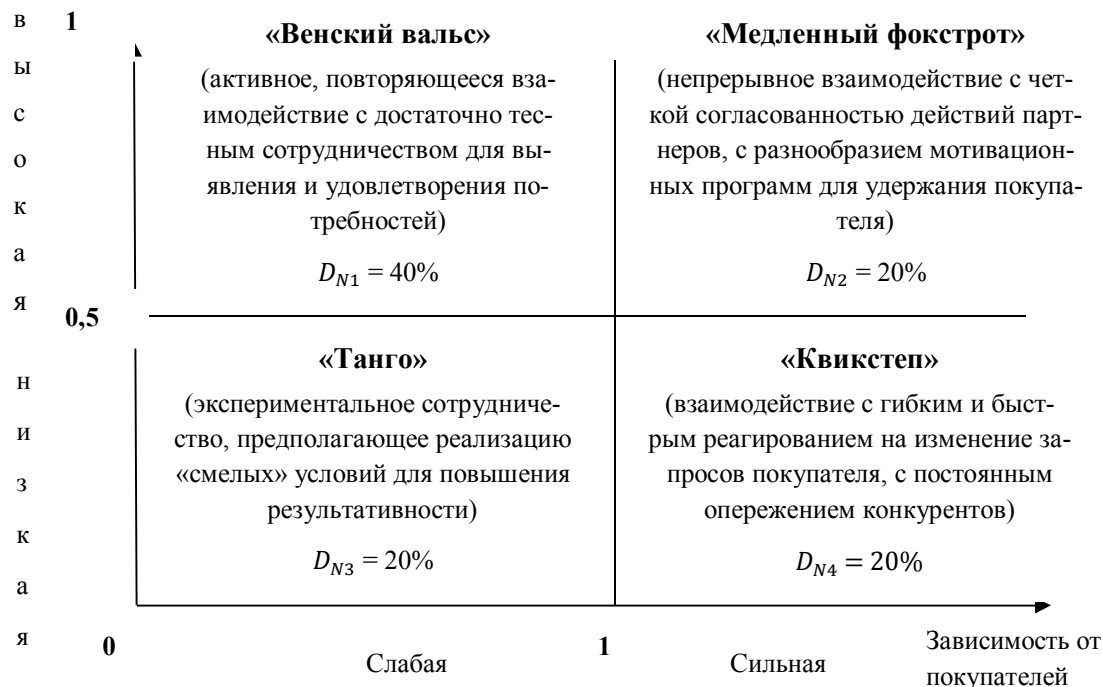 высокая
низкая
1
0,5
0
«Венский вальс»
(активное, повторяющееся вза-
имодействие с достаточно тес-
ным сотрудничеством для вы-
явления и удовлетворения по-
требностей)
D_N1 = 40%
«Медленный фокстрот»
(непрерывное взаимодействие с чет-
кой согласованностью действий парт-
неров, с разнообразием мотивацион-
ных программ для удержания покупа-
теля)
D_N2 = 20%
«Танго»
(экспериментальное сотрудниче-
ство, предполагающее реализацию
«смелых» условий для повышения
результативности)
D_N3 = 20%
«Квикстеп»
(взаимодействие с гибким и быст-
рым реагированием на изменение за-
просов покупателя, с постоянным
опережением конкурентов)
D_N4 = 20%
Слабая
1
Сильная
Зависимость от
покупателей